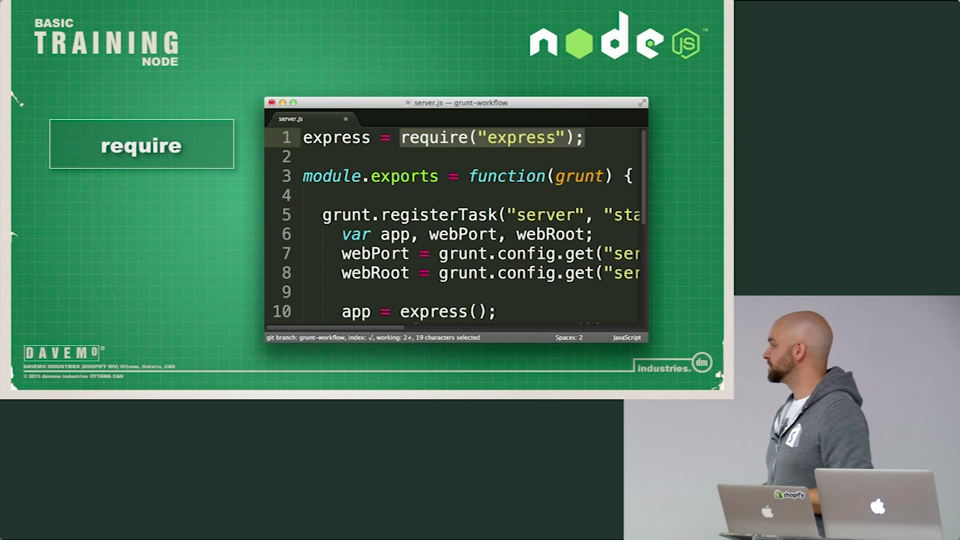 BASIC
TRAINING
NODE
node
JS
TM
require
server.js — grunt-workflow
server.js
1 express = require("express");
2
3 module.exports = function(grunt) {
4
5 grunt.registerTask("server", "sta
6 var app, webPort, webRoot;
7 webPort = grunt.config.get("ser
8 webRoot = grunt.config.get("ser
9
10 app = express();
git branch: grunt-workflow, index: √, working: 2≠, 19 characters selected
Spaces: 2
JavaScript
DAVEMO®
DAVEMO INDUSTRIES (SHOPIFY DIV) Ottawa, Ontario, CAN
© 2013 davemo industries OTTAWA CAN
industries.
dm
shopify